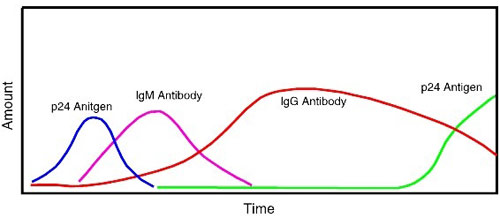 p24 Anitgen
IgM Antibody
IgG Antibody
p24 Antigen
Amount
Time